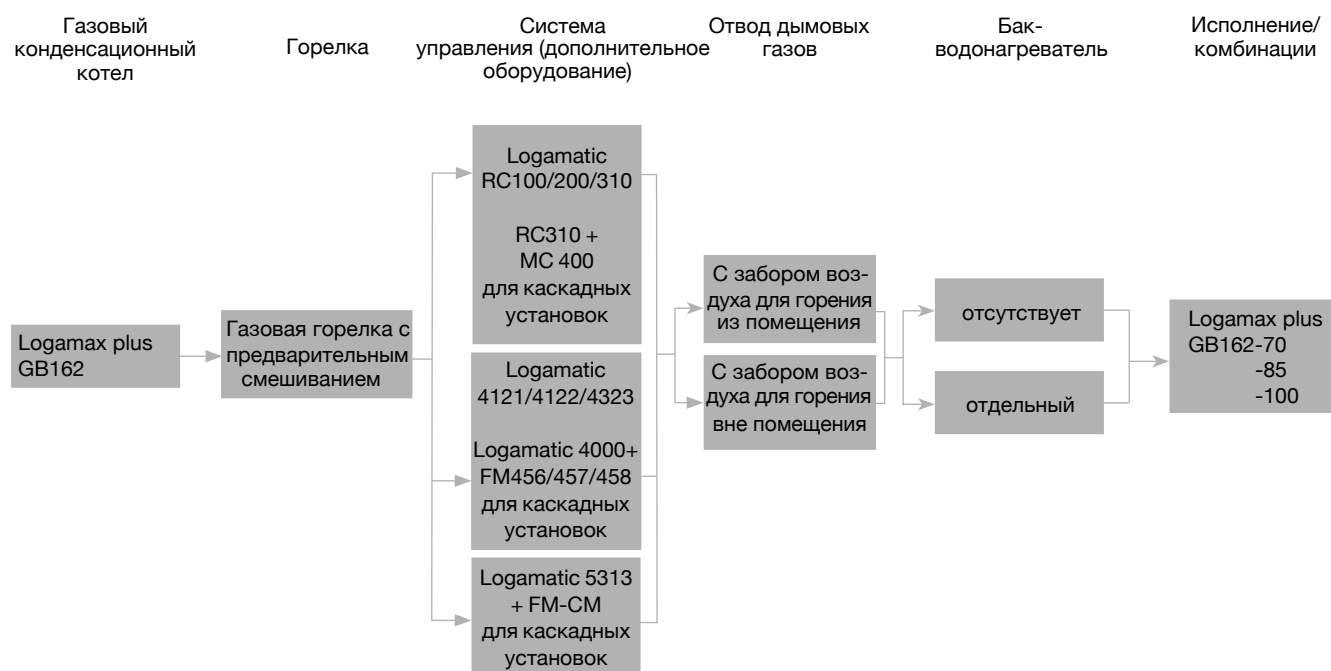 Газовый
конденсационный
котел
Горелка
Система
управления (дополнительное
оборудование)
Отвод дымовых
газов
Бак-
водонагреватель
Исполнение/
комбинации
Logamax plus
GB162
Газовая горелка с
предварительным
смешиванием
Logamatic
RC100/200/310
RC310 +
MC 400
для каскадных
установок
Logamatic
4121/4122/4323
Logamatic 4000+
FM456/457/458
для каскадных
установок
Logamatic 5313
+ FM-CM
для каскадных
установок
С забором воз-
духа для горения
из помещения
С забором воз-
духа для горения
вне помещения
отсутствует
отдельный
Logamax plus
GB162-70
-85
-100